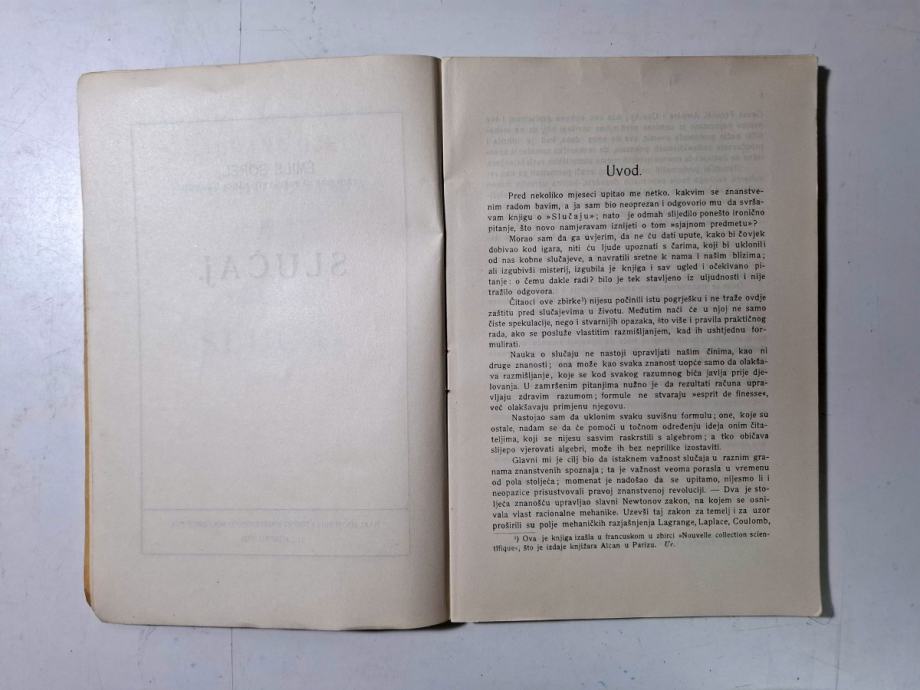 EMILE BOREL
SLUČAJ
Uvod.
Pred nekoliko mjeseci upitao me netko. kakvim se znanstve-
nim radom bavim, a ja sam bio neoprezan i odgovorio mu da svrša-
vam knjigu o »Slučaju«; nato je odmah slijedilo ponešto ironično
pitanje, što novo namjeravam iznijeti o tom »sjajnom predmetu»?
Morao sam da ga uvjerim, da ne ću dati upute, kako bi čovjek
dobivao kod igara, niti ću ljude upoznati s čarima, koji bi uklonili
od nas kobne slučajeve, a navratili sretne k nama i našim blizima;
ali izgubivši misterij, izgubila je knjiga i sav ugled i očekivano pi-
tanje: o čemu dakle radi? bilo je tek stavljeno iz uljudnosti i nije
tražilo odgovora.
Čitaoci ove zbirke¹) nijesu počinili istu pogrješku i ne traže ovdje
zaštitu pred slučajevima u životu. Međutim naći će u njoj ne samo
čiste spekulacije, nego i stvarnijih opazaka, što više i pravila praktičnog
rada, ako se posluže vlastitim razmišljanjem, kad ih ushtjednu for-
mulirati.
Nauka o slučaju ne nastoji upravljati našim činima, kao ni
druge znanosti; ona može kao svaka znanost uopće samo da olakša-
va razmišljanje, koje se kod svakog razumnog bića javlja prije dje-
lovanja. U zamršenim pitanjima nužno je da rezultati računa upra-
vljaju zdravim razumom; formule ne stvaraju »esprit de finesse«,
već olakšavaju primjenu njegovu.
Nastojao sam da uklonim svaku suvišnu formulu; one, koje su
ostale, nadam se da će pomoći u točnom određenju ideja onim čita-
teljima, koji se nijesu sasvim raskrstili s algebrom; a tko običava
slijepo vjerovati algebri, može ih bez neprilike izostaviti.
Glavni mi je cilj bio da istaknem važnost slučaja u raznim gra-
nama znanstvenih spoznaja; ta je važnost veoma porasla u vremenu
od pola stoljeća; momenat je nadošao da se upitamo, nijesmo li i
neopazice prisustvovali pravoj znanstvenoj revoluciji. — Dva je sto-
ljeća znanošću upravljao slavni Newtonov zakon, na kojem se osni-
vala vlast racionalne mehanike. Uzevši taj zakon za temelj i za uzor
proširili su polje mehaničkih razjašnjenja Lagrange, Laplace, Coulomb,
¹) Ova je knjiga izašla u francuskom u zbirci »Nouvelle collection scien-
tifique«, što je izdaje knjižara Alcan u Parizu. Ur.